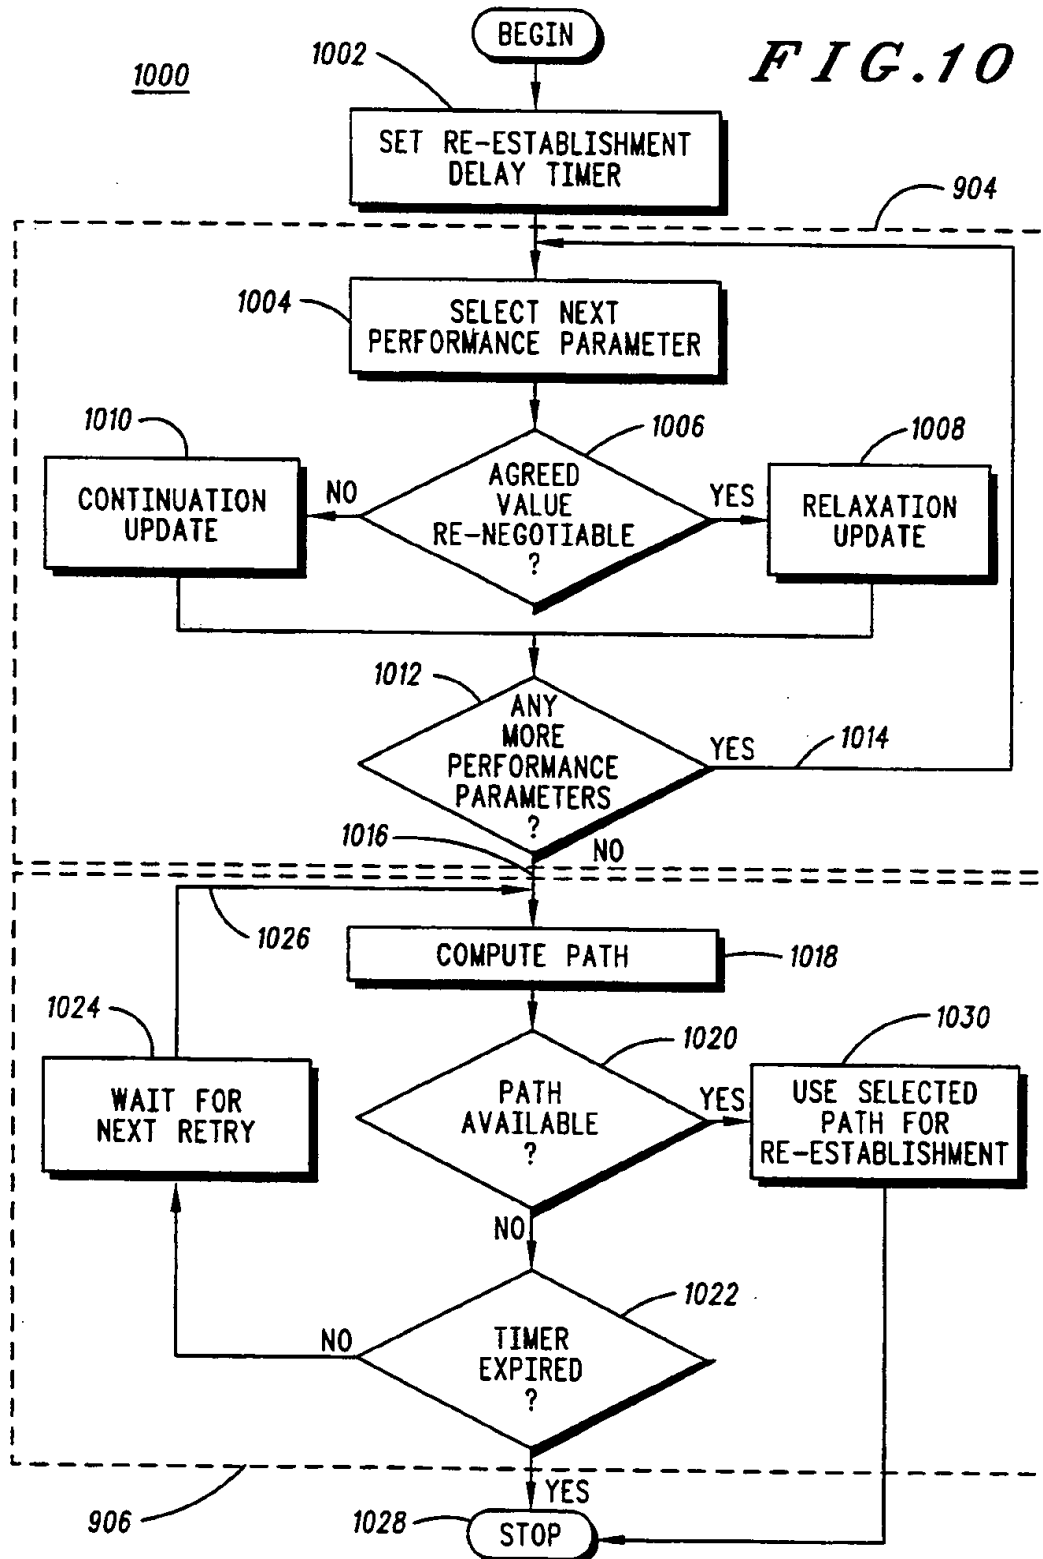 BEGIN
FIG.10
1000
1002
SET RE-ESTABLISHMENT
DELAY TIMER
904
1004
SELECT NEXT
PERFORMANCE PARAMETER
1010
1006
1008
CONTINUATION
UPDATE
NO
AGREED
VALUE
RE-NEGOTIABLE
?
YES
RELAXATION
UPDATE
1012
ANY
MORE
PERFORMANCE
PARAMETERS
?
YES
1014
1016
NO
1026
COMPUTE PATH
1018
1024
1020
1030
WAIT FOR
NEXT RETRY
PATH
AVAILABLE
?
YES
USE SELECTED
PATH FOR
RE-ESTABLISHMENT
NO
1022
NO
TIMER
EXPIRED
?
906
YES
1028
STOP